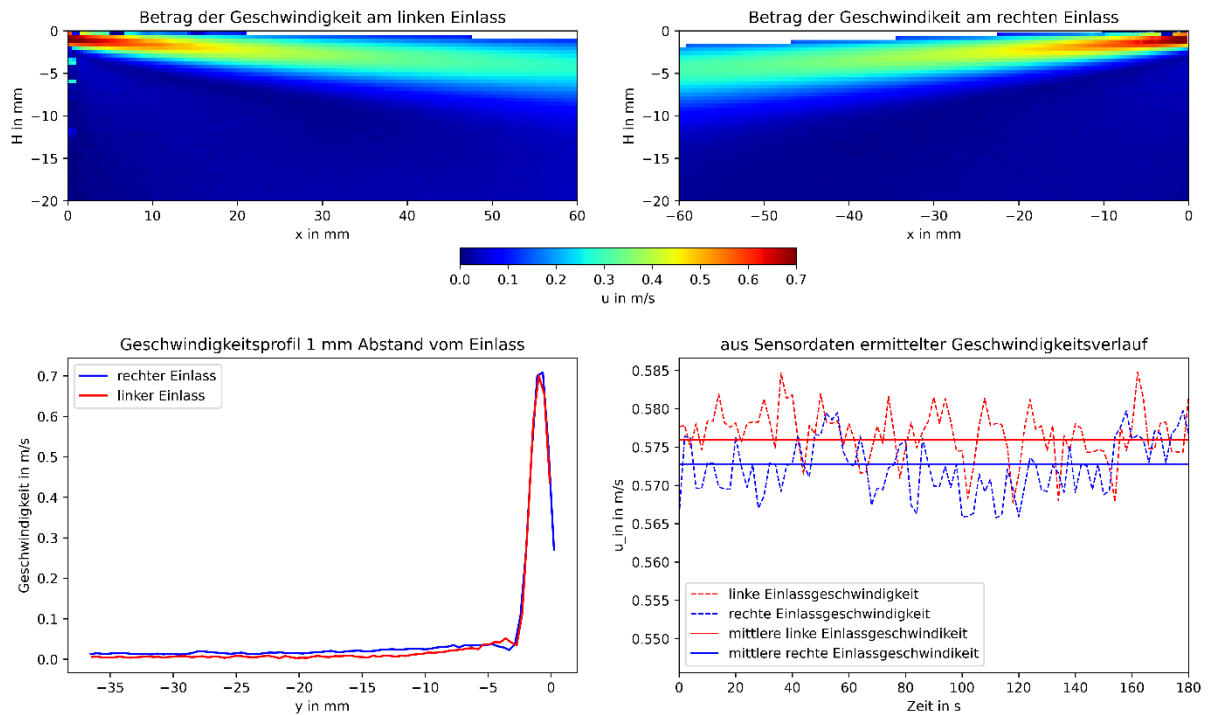 Betrag der Geschwindigkeit am linken Einlass
0
−5
−10
−15
−20
H in mm
0 10 20 30 40 50 60
x in mm
Betrag der Geschwindikeit am rechten Einlass
0
−5
−10
−15
−20
H in mm
−60 −50 −40 −30 −20 −10 0
x in mm
0.0 0.1 0.2 0.3 0.4 0.5 0.6 0.7
u in m/s
Geschwindigkeitsprofil 1 mm Abstand vom Einlass
rechter Einlass
linker Einlass
0.7
0.6
0.5
0.4
0.3
0.2
0.1
0.0
Geschwindigkeit in m/s
−35 −30 −25 −20 −15 −10 −5 0
y in mm
aus Sensordaten ermittelter Geschwindigkeitsverlauf
0.585
0.580
0.575
0.570
0.565
0.560
0.555
0.550
u_in in m/s
linke Einlassgeschwindigkeit
rechte Einlassgeschwindigkeit
mittlere linke Einlassgeschwindikeit
mittlere rechte Einlassgeschwindikeit
0 20 40 60 80 100 120 140 160 180
Zeit in s